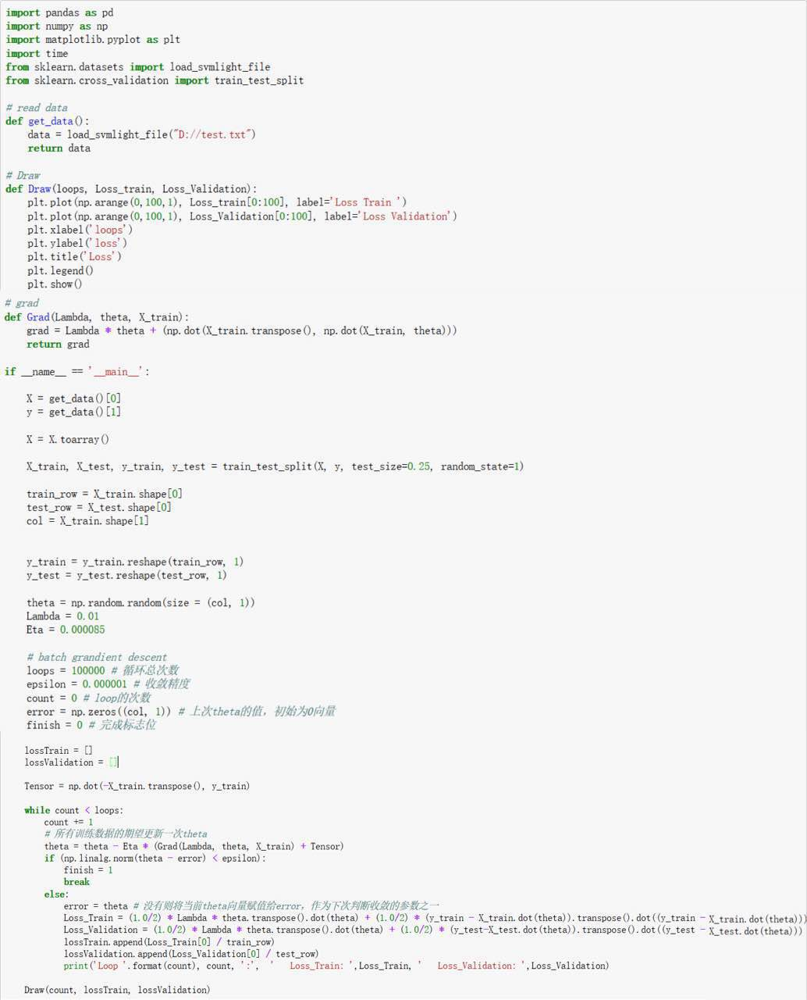 import pandas as pd
import numpy as np
import matplotlib.pyplot as plt
import time
from sklearn.datasets import load_svmlight_file
from sklearn.cross_validation import train_test_split
# read data
def get_data():
    data = load_svmlight_file("D://test.txt")
    return data
# Draw
def Draw(loops, Loss_train, Loss_Validation):
    plt.plot(np.arange(0,100,1), Loss_train[0:100], label='Loss Train ')
    plt.plot(np.arange(0,100,1), Loss_Validation[0:100], label='Loss Validation')
    plt.xlabel('loops')
    plt.ylabel('loss')
    plt.title('Loss')
    plt.legend()
    plt.show()
# grad
def Grad(Lambda, theta, X_train):
    grad = Lambda * theta + (np.dot(X_train.transpose(), np.dot(X_train, theta)))
    return grad
if __name__ == '__main__':
    X = get_data()[0]
    y = get_data()[1]
    X = X.toarray()
    X_train, X_test, y_train, y_test = train_test_split(X, y, test_size=0.25, random_state=1)
    train_row = X_train.shape[0]
    test_row = X_test.shape[0]
    col = X_train.shape[1]
    y_train = y_train.reshape(train_row, 1)
    y_test = y_test.reshape(test_row, 1)
    theta = np.random.random(size = (col, 1))
    Lambda = 0.01
    Eta = 0.000085
    # batch grandient descent
    loops = 100000 # 循环总次数
    epsilon = 0.000001 # 收敛精度
    count = 0 # loop的次数
    error = np.zeros((col, 1)) # 上次theta的值，初始为0向量
    finish = 0 # 完成标志位
    lossTrain = []
    lossValidation = []
    Tensor = np.dot(-X_train.transpose(), y_train)
    while count < loops:
        count += 1
        # 所有训练数据的期望更新一次theta
        theta = theta - Eta * (Grad(Lambda, theta, X_train) + Tensor)
        if (np.linalg.norm(theta - error) < epsilon):
            finish = 1
            break
        else:
            error = theta # 没有则将当前theta向量赋值给error，作为下次判断收敛的参数之一
            Loss_Train = (1.0/2) * Lambda * theta.transpose().dot(theta) + (1.0/2) * (y_train - X_train.dot(theta)).transpose().dot((y_train - X_train.dot(theta)))
            Loss_Validation = (1.0/2) * Lambda * theta.transpose().dot(theta) + (1.0/2) * (y_test-X_test.dot(theta)).transpose().dot((y_test - X_test.dot(theta)))
            lossTrain.append(Loss_Train[0] / train_row)
            lossValidation.append(Loss_Validation[0] / test_row)
            print('Loop '.format(count), count, ':', '   Loss_Train: ',Loss_Train, '   Loss_Validation: ',Loss_Validation)
    Draw(count, lossTrain, lossValidation)